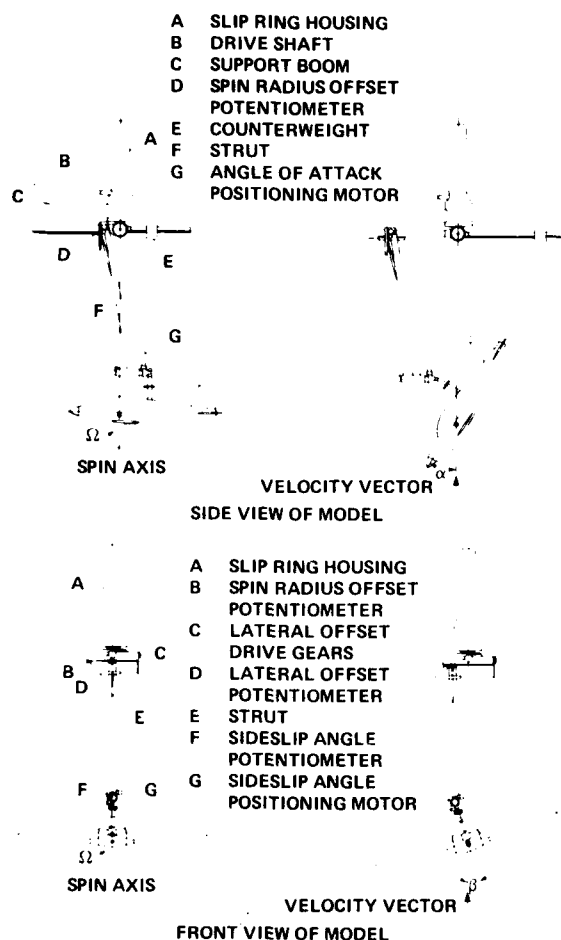 A SLIP RING HOUSING
B DRIVE SHAFT
C SUPPORT BOOM
D SPIN RADIUS OFFSET
POTENTIOMETER
E COUNTERWEIGHT
F STRUT
G ANGLE OF ATTACK
POSITIONING MOTOR
A
B
C
D
E
F
G
Ω
SPIN AXIS
γ
α
VELOCITY VECTOR
SIDE VIEW OF MODEL
A SLIP RING HOUSING
B SPIN RADIUS OFFSET
POTENTIOMETER
C LATERAL OFFSET
DRIVE GEARS
D LATERAL OFFSET
POTENTIOMETER
E STRUT
F SIDESLIP ANGLE
POTENTIOMETER
G SIDESLIP ANGLE
POSITIONING MOTOR
A
C
B
D
E
F G
Ω
SPIN AXIS
β
VELOCITY VECTOR
FRONT VIEW OF MODEL